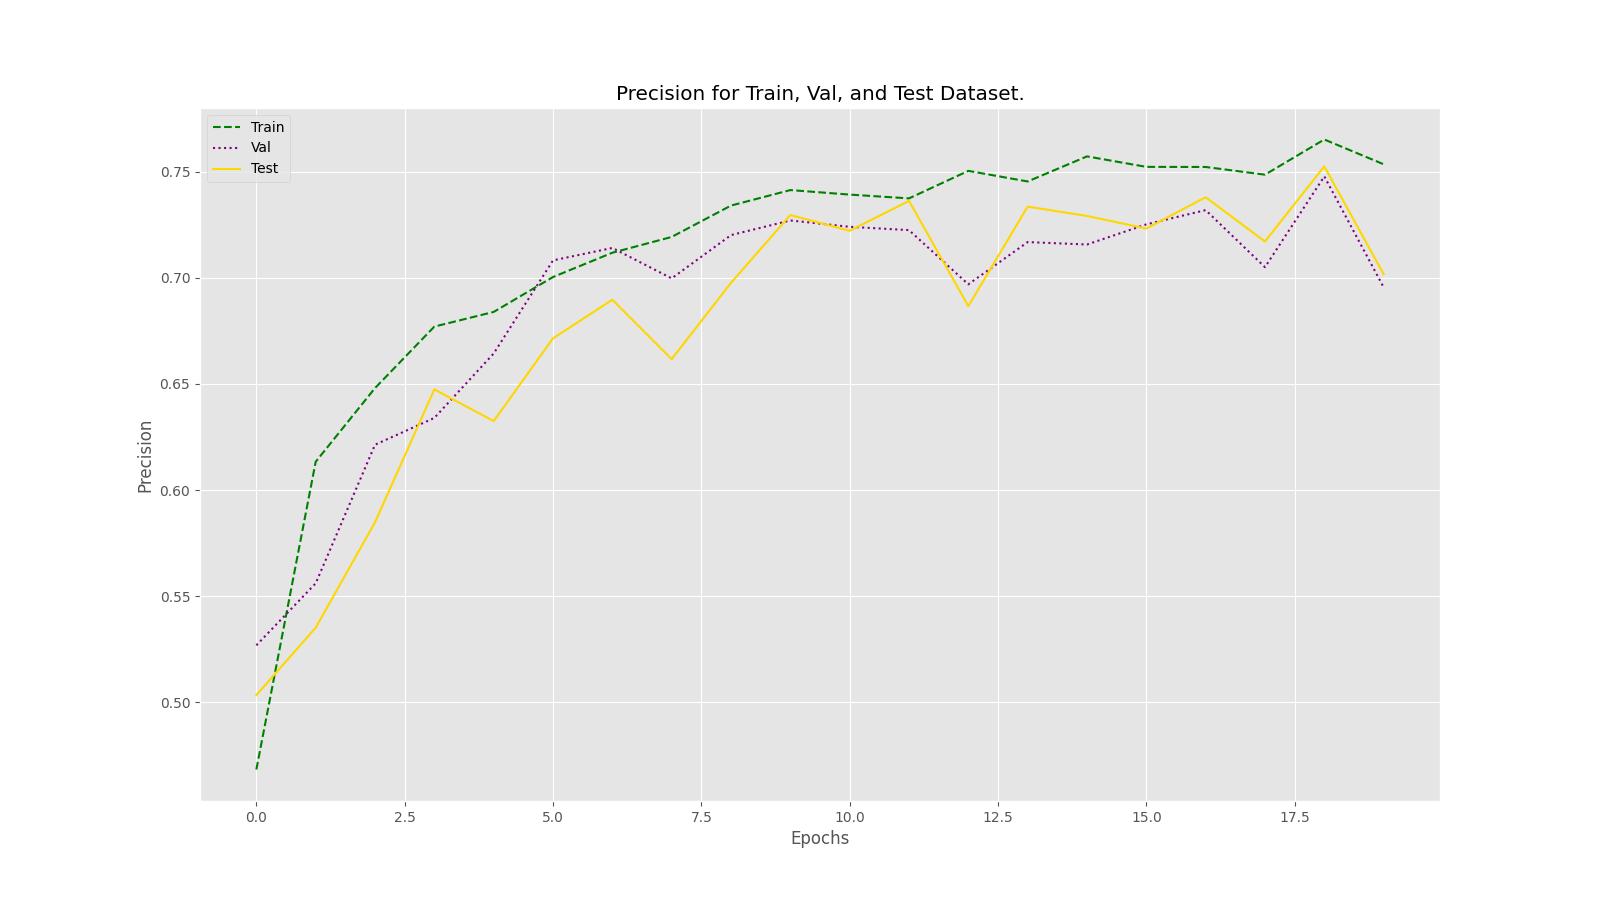 Precision for Train, Val, and Test Dataset.
Train
Val
Test
0.75
0.70
0.65
0.60
0.55
0.50
Precision
0.0 2.5 5.0 7.5 10.0 12.5 15.0 17.5
Epochs